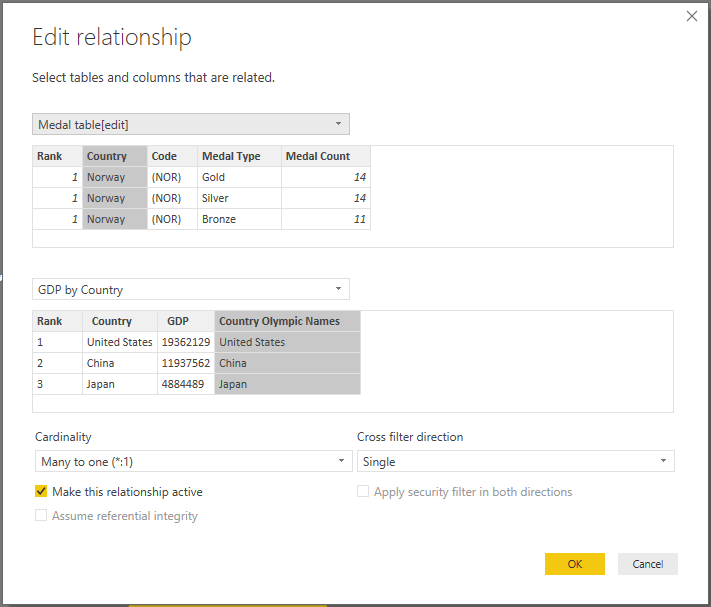 Edit relationship
Select tables and columns that are related.
Medal table[edit]
Rank Country Code Medal Type Medal Count
1 Norway (NOR) Gold 14
1 Norway (NOR) Silver 14
1 Norway (NOR) Bronze 11
GDP by Country
Rank Country GDP Country Olympic Names
1 United States 19362129 United States
2 China 11937562 China
3 Japan 4884489 Japan
Cardinality Cross filter direction
Many to one (*:1) Single
Make this relationship active Apply security filter in both directions
Assume referential integrity
OK Cancel